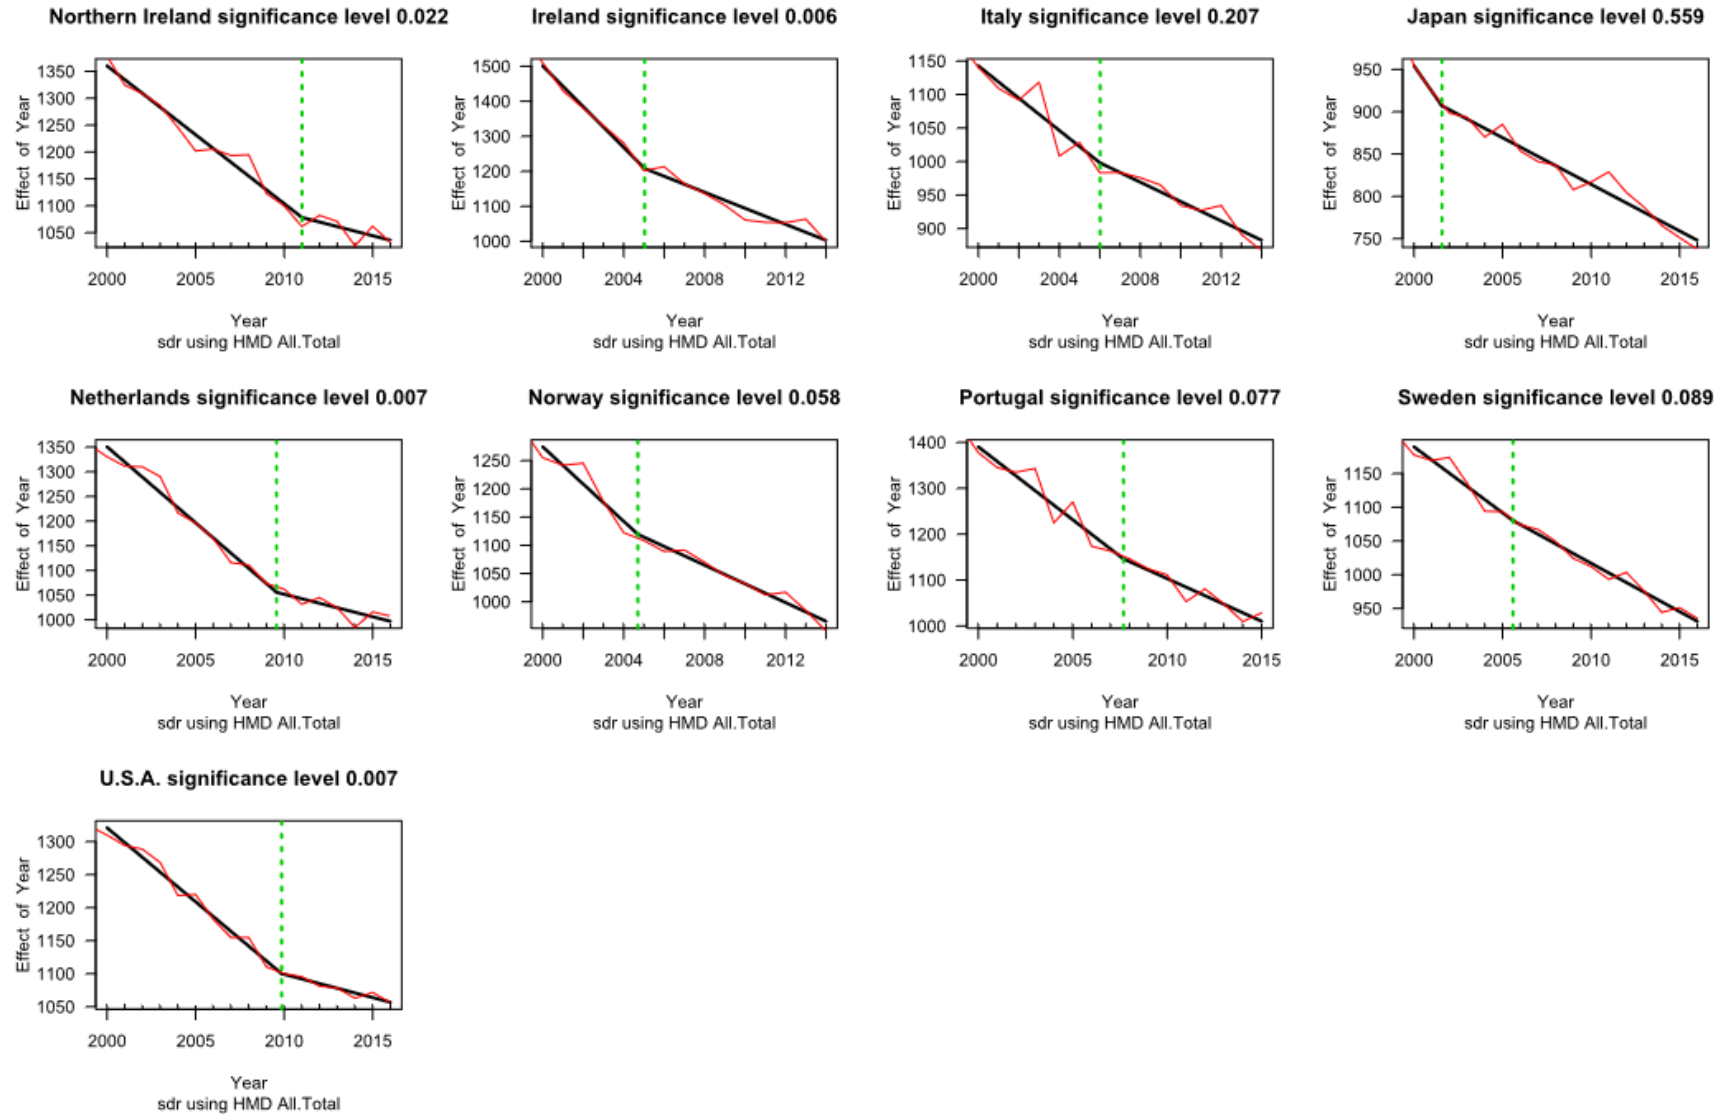 Northern Ireland significance level 0.022
Effect of Year
1350
1300
1250
1200
1150
1100
1050
2000 2005 2010 2015
Year
sdr using HMD All.Total
Ireland significance level 0.006
Effect of Year
1500
1400
1300
1200
1100
1000
2000 2004 2008 2012
Year
sdr using HMD All.Total
Italy significance level 0.207
Effect of Year
1150
1100
1050
1000
950
900
2000 2004 2008 2012
Year
sdr using HMD All.Total
Japan significance level 0.559
Effect of Year
950
900
850
800
750
2000 2005 2010 2015
Year
sdr using HMD All.Total
Netherlands significance level 0.007
Effect of Year
1350
1300
1250
1200
1150
1100
1050
1000
2000 2005 2010 2015
Year
sdr using HMD All.Total
Norway significance level 0.058
Effect of Year
1250
1200
1150
1100
1050
1000
2000 2004 2008 2012
Year
sdr using HMD All.Total
Portugal significance level 0.077
Effect of Year
1400
1300
1200
1100
1000
2000 2005 2010 2015
Year
sdr using HMD All.Total
Sweden significance level 0.089
Effect of Year
1150
1100
1050
1000
950
2000 2005 2010 2015
Year
sdr using HMD All.Total
U.S.A. significance level 0.007
Effect of Year
1300
1250
1200
1150
1100
1050
2000 2005 2010 2015
Year
sdr using HMD All.Total